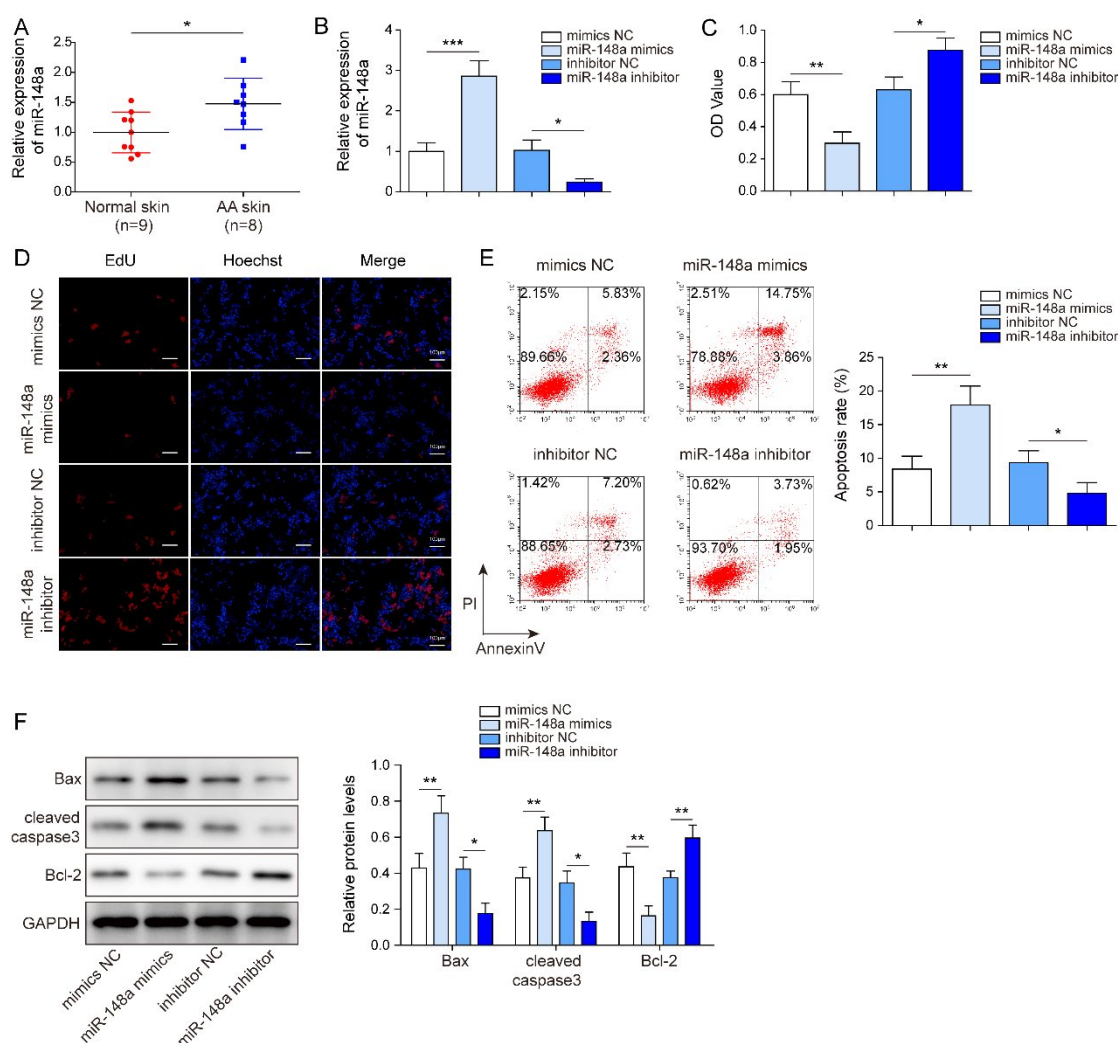 A
*
Relative expression
of miR-148a
2.5
2.0
1.5
1.0
0.5
0.0
Normal skin
(n=9)
AA skin
(n=8)
B
Relative expression
of miR-148a
4
3
2
1
0
***
*
mimics NC
miR-148a mimics
inhibitor NC
miR-148a inhibitor
C
OD Value
1.0
0.8
0.6
0.4
0.2
0.0
**
*
mimics NC
miR-148a mimics
inhibitor NC
miR-148a inhibitor
D
EdU
Hoechst
Merge
mimics NC
100μm
miR-148a
mimics
100μm
inhibitor NC
100μm
miR-148a
inhibitor
100μm
E
mimics NC
2.15%
5.83%
89.66%
2.36%
miR-148a mimics
2.51%
14.75%
78.88%
3.86%
inhibitor NC
1.42%
7.20%
88.65%
2.73%
miR-148a inhibitor
0.62%
3.73%
93.70%
1.95%
PI
AnnexinV
mimics NC
miR-148a mimics
inhibitor NC
miR-148a inhibitor
Apoptosis rate (%)
25
20
15
10
5
0
**
*
F
Bax
cleaved
caspase3
Bcl-2
GAPDH
mimics NC
miR-148a mimics
inhibitor NC
miR-148a inhibitor
mimics NC
miR-148a mimics
inhibitor NC
miR-148a inhibitor
Relative protein levels
1.0
0.8
0.6
0.4
0.2
0.0
**
*
**
*
**
**
Bax
cleaved
caspase3
Bcl-2